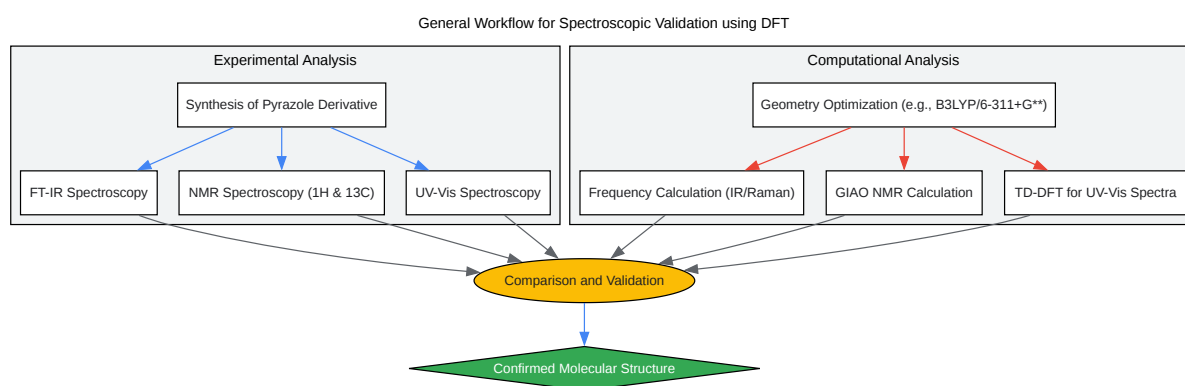 General Workflow for Spectroscopic Validation using DFT
Experimental Analysis
Computational Analysis
Synthesis of Pyrazole Derivative
Geometry Optimization (e.g., B3LYP/6-311+G**)
FT-IR Spectroscopy
NMR Spectroscopy (1H & 13C)
UV-Vis Spectroscopy
Frequency Calculation (IR/Raman)
GIAO NMR Calculation
TD-DFT for UV-Vis Spectra
Comparison and Validation
Confirmed Molecular Structure